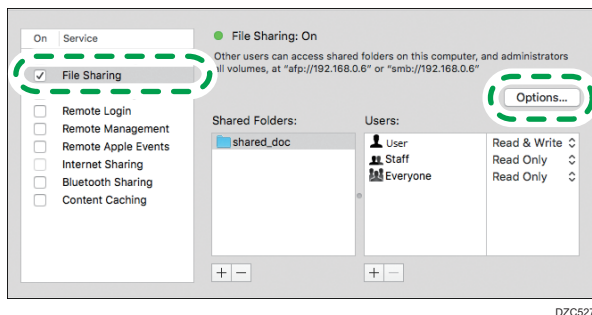 On Service
File Sharing
Remote Login
Remote Management
Remote Apple Events
Internet Sharing
Bluetooth Sharing
Content Caching
File Sharing: On
Other users can access shared folders on this computer, and administrators
all volumes, at “afp://192.168.0.6” or “smb://192.168.0.6”
Options...
Shared Folders:
shared_doc
Users:
User Read & Write
Staff Read Only
Everyone Read Only
+ −
+ −
DZC527